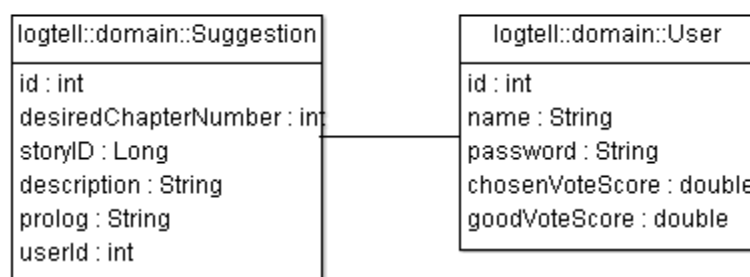 logtell::domain::Suggestion
id : int
desiredChapterNumber : int
storyID : Long
description : String
prolog : String
userId : int
logtell::domain::User
id : int
name : String
password : String
chosenVoteScore : double
goodVoteScore : double